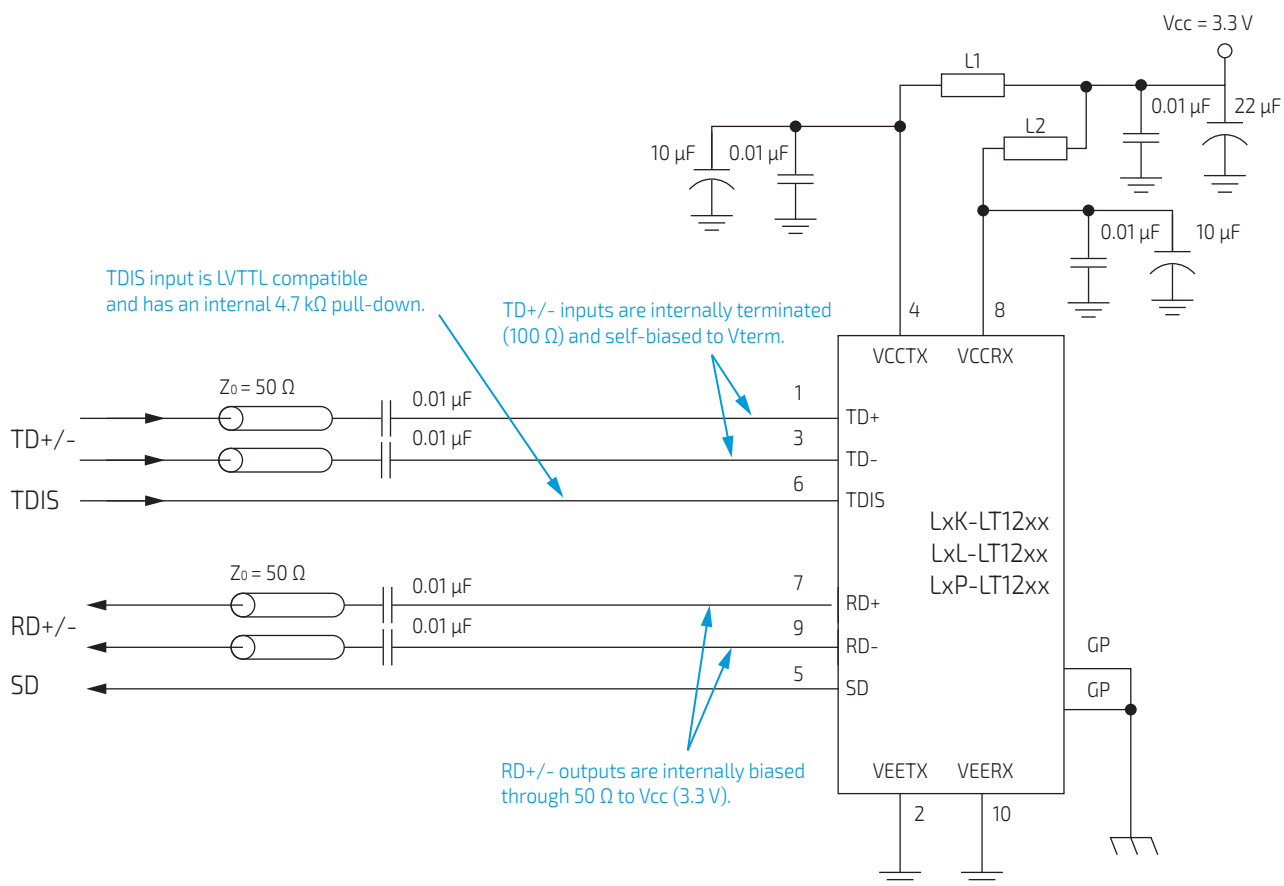 Vcc = 3.3 V
L1
0.01 µF
22 µF
L2
10 µF
0.01 µF
0.01 µF
10 µF
TDIS input is LVTTL compatible
and has an internal 4.7 kΩ pull-down.
TD+/- inputs are internally terminated
(100 Ω) and self-biased to Vterm.
4
8
VCCTX
VCCRX
Z0 = 50 Ω
0.01 µF
1
TD+
TD+/-
0.01 µF
3
TD-
TDIS
6
TDIS
LxK-LT12xx
LxL-LT12xx
LxP-LT12xx
Z0 = 50 Ω
0.01 µF
7
RD+
RD+/-
0.01 µF
9
RD-
SD
5
SD
GP
GP
RD+/- outputs are internally biased
through 50 Ω to Vcc (3.3 V).
VEETX
VEERX
2
10